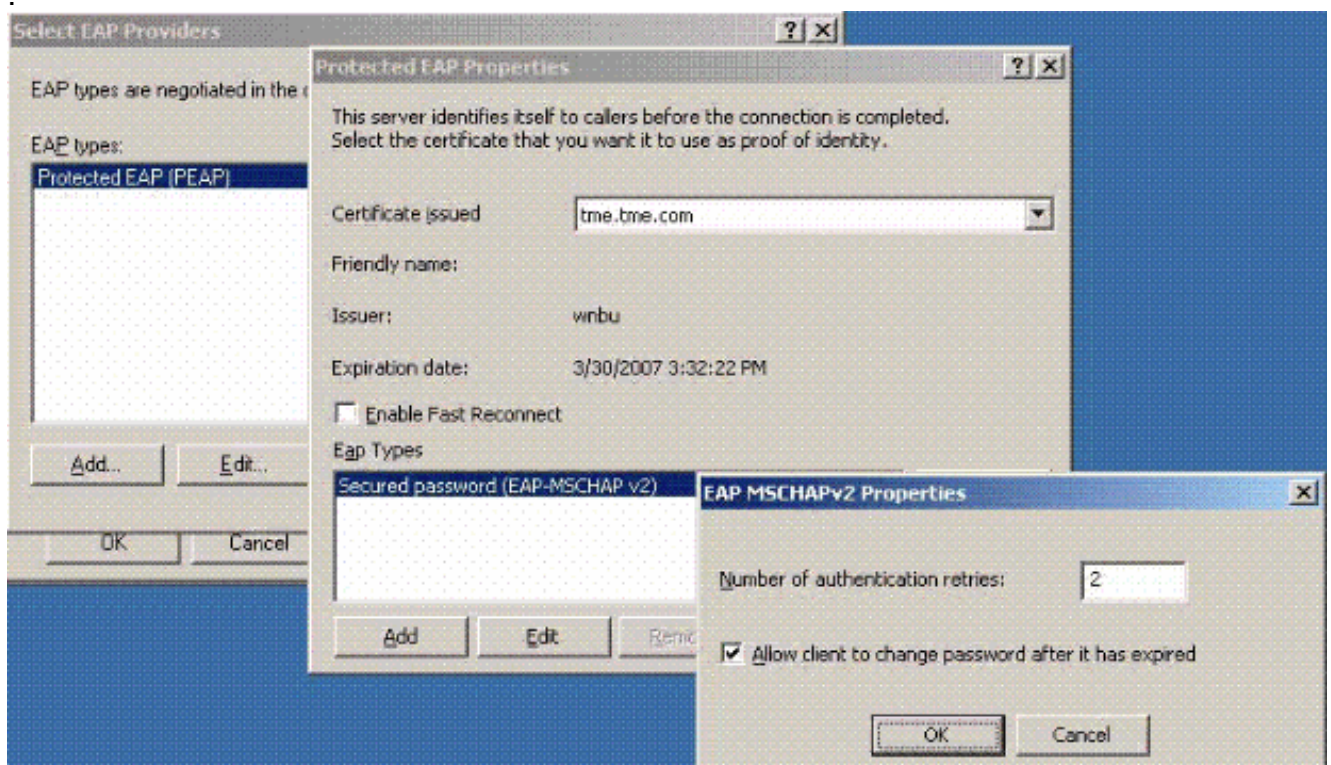 Select EAP Providers
EAP types are negotiated in the
EAP types:
Protected EAP (PEAP)
Add...
Edit...
OK
Cancel
Protected EAP Properties
This server identifies itself to callers before the connection is completed.
Select the certificate that you want it to use as proof of identity.
Certificate issued
tme.tme.com
Friendly name:
Issuer:
wnbu
Expiration date:
3/30/2007 3:32:22 PM
Enable Fast Reconnect
Eap Types
Secured password (EAP-MSCHAP v2)
Add
Edit
EAP MSCHAPv2 Properties
Number of authentication retries:
2
Allow client to change password after it has expired
OK
Cancel